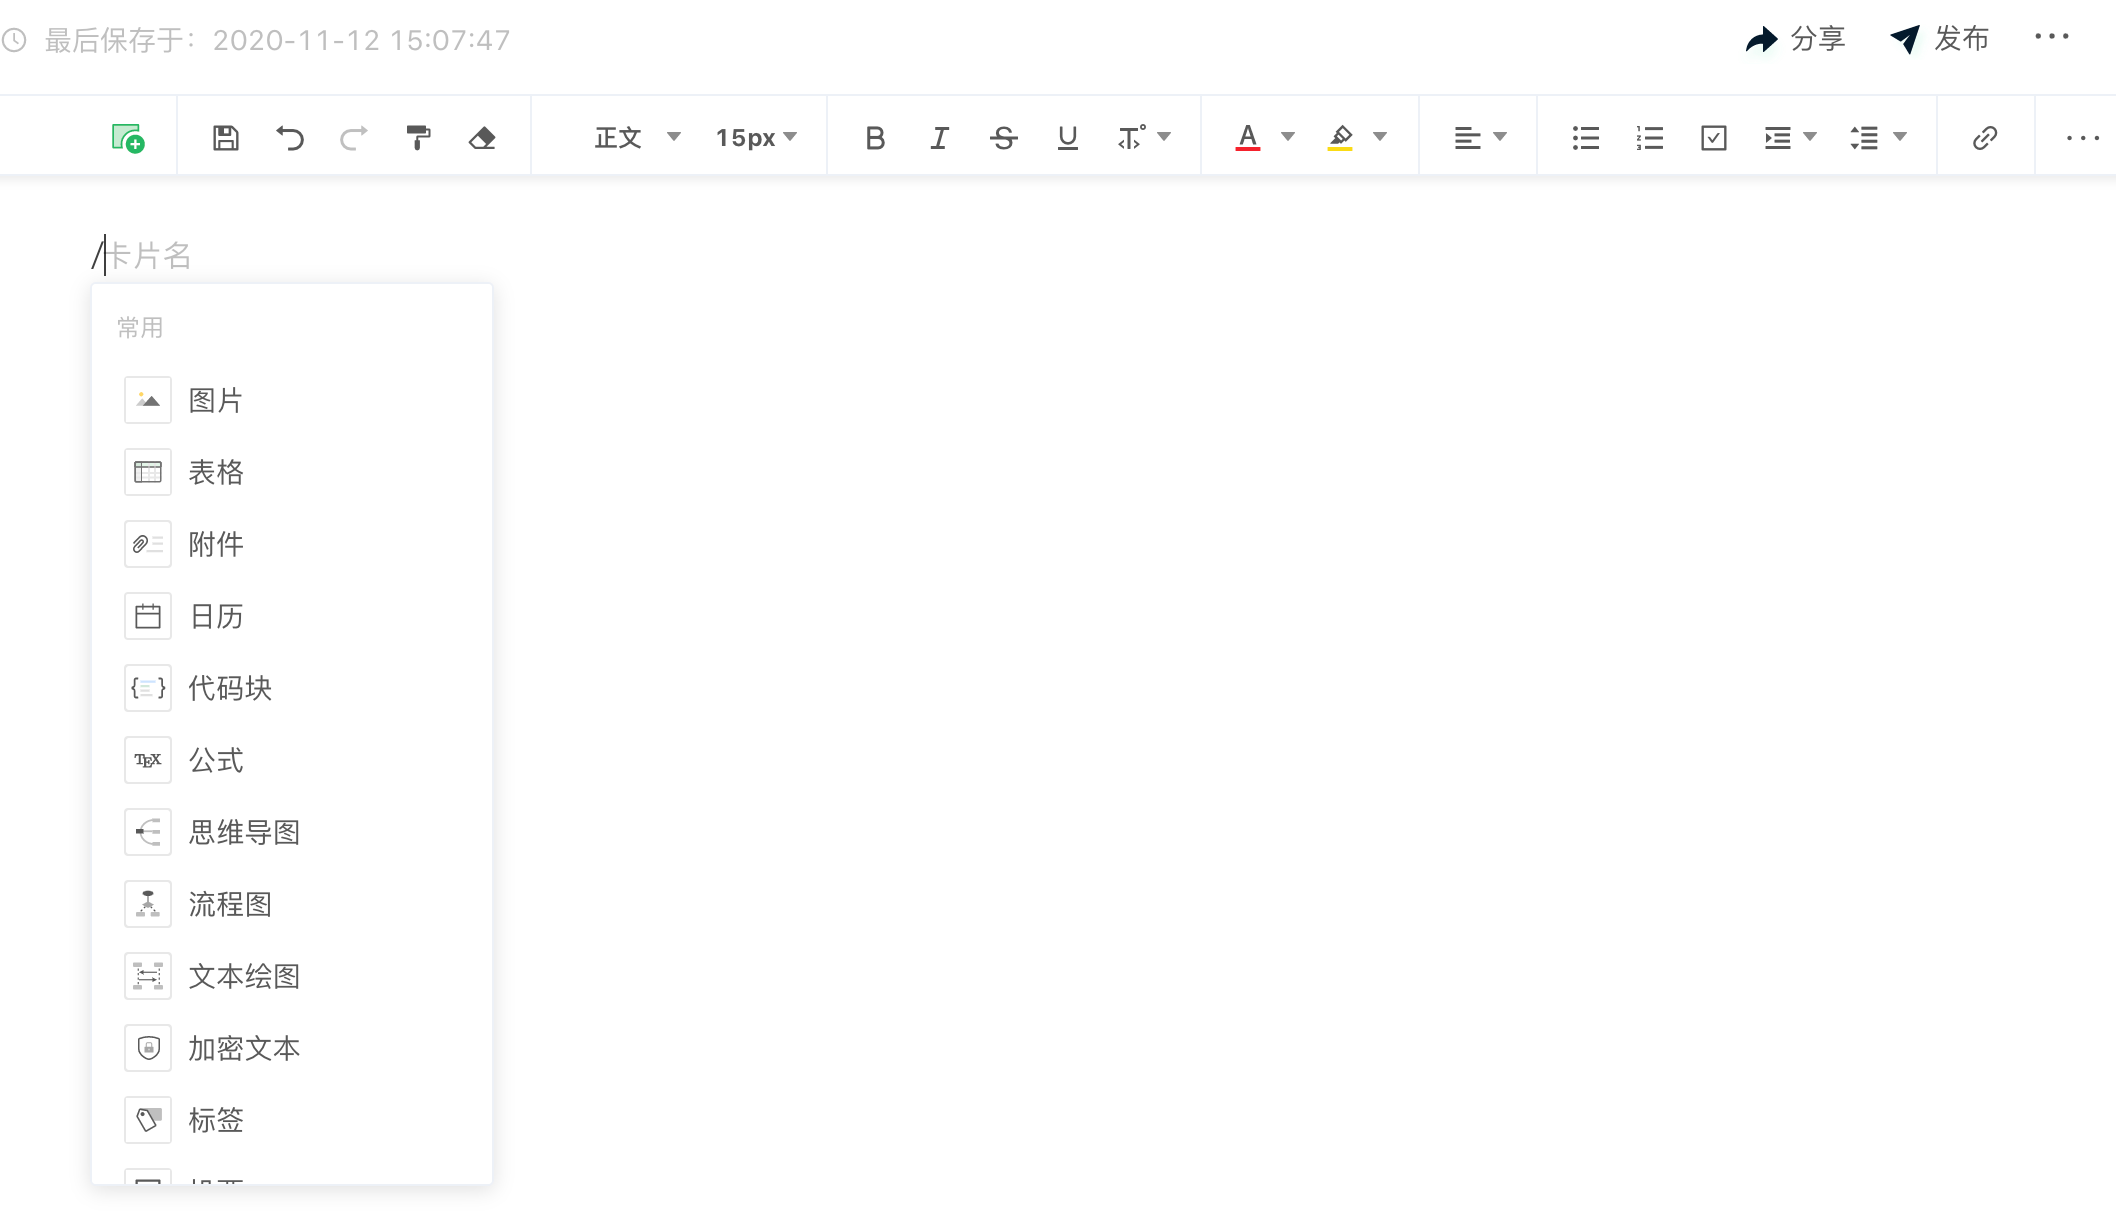 最后保存于：2020-11-12 15:07:47
分享
发布
正文
15px
/卡片名
常用
图片
表格
附件
日历
代码块
公式
思维导图
流程图
文本绘图
加密文本
标签